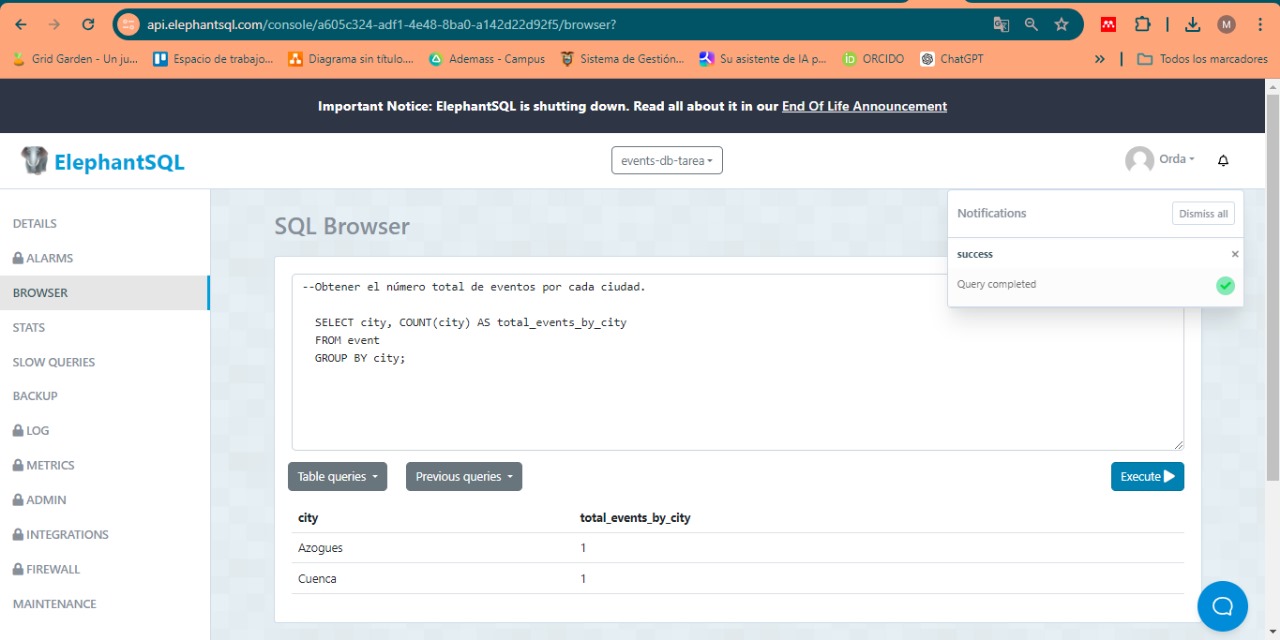 api.elephantsql.com/console/a605c324-adf1-4e48-8ba0-a142d22d92f5/browser?
M
Grid Garden - Un ju...
Espacio de trabajo...
Diagrama sin título....
Ademass - Campus
Sistema de Gestión...
Su asistente de IA p...
ORCIDO
ChatGPT
»
Todos los marcadores
Important Notice: ElephantSQL is shutting down. Read all about it in our End Of Life Announcement
ElephantSQL
events-db-tarea
Orda
DETAILS
ALARMS
BROWSER
STATS
SLOW QUERIES
BACKUP
LOG
METRICS
ADMIN
INTEGRATIONS
FIREWALL
MAINTENANCE
SQL Browser
Notifications
Dismiss all
success
×
Query completed
--Obtener el número total de eventos por cada ciudad.
SELECT city, COUNT(city) AS total_events_by_city
FROM event
GROUP BY city;
Table queries
Previous queries
Execute
city total_events_by_city
Azogues 1
Cuenca 1